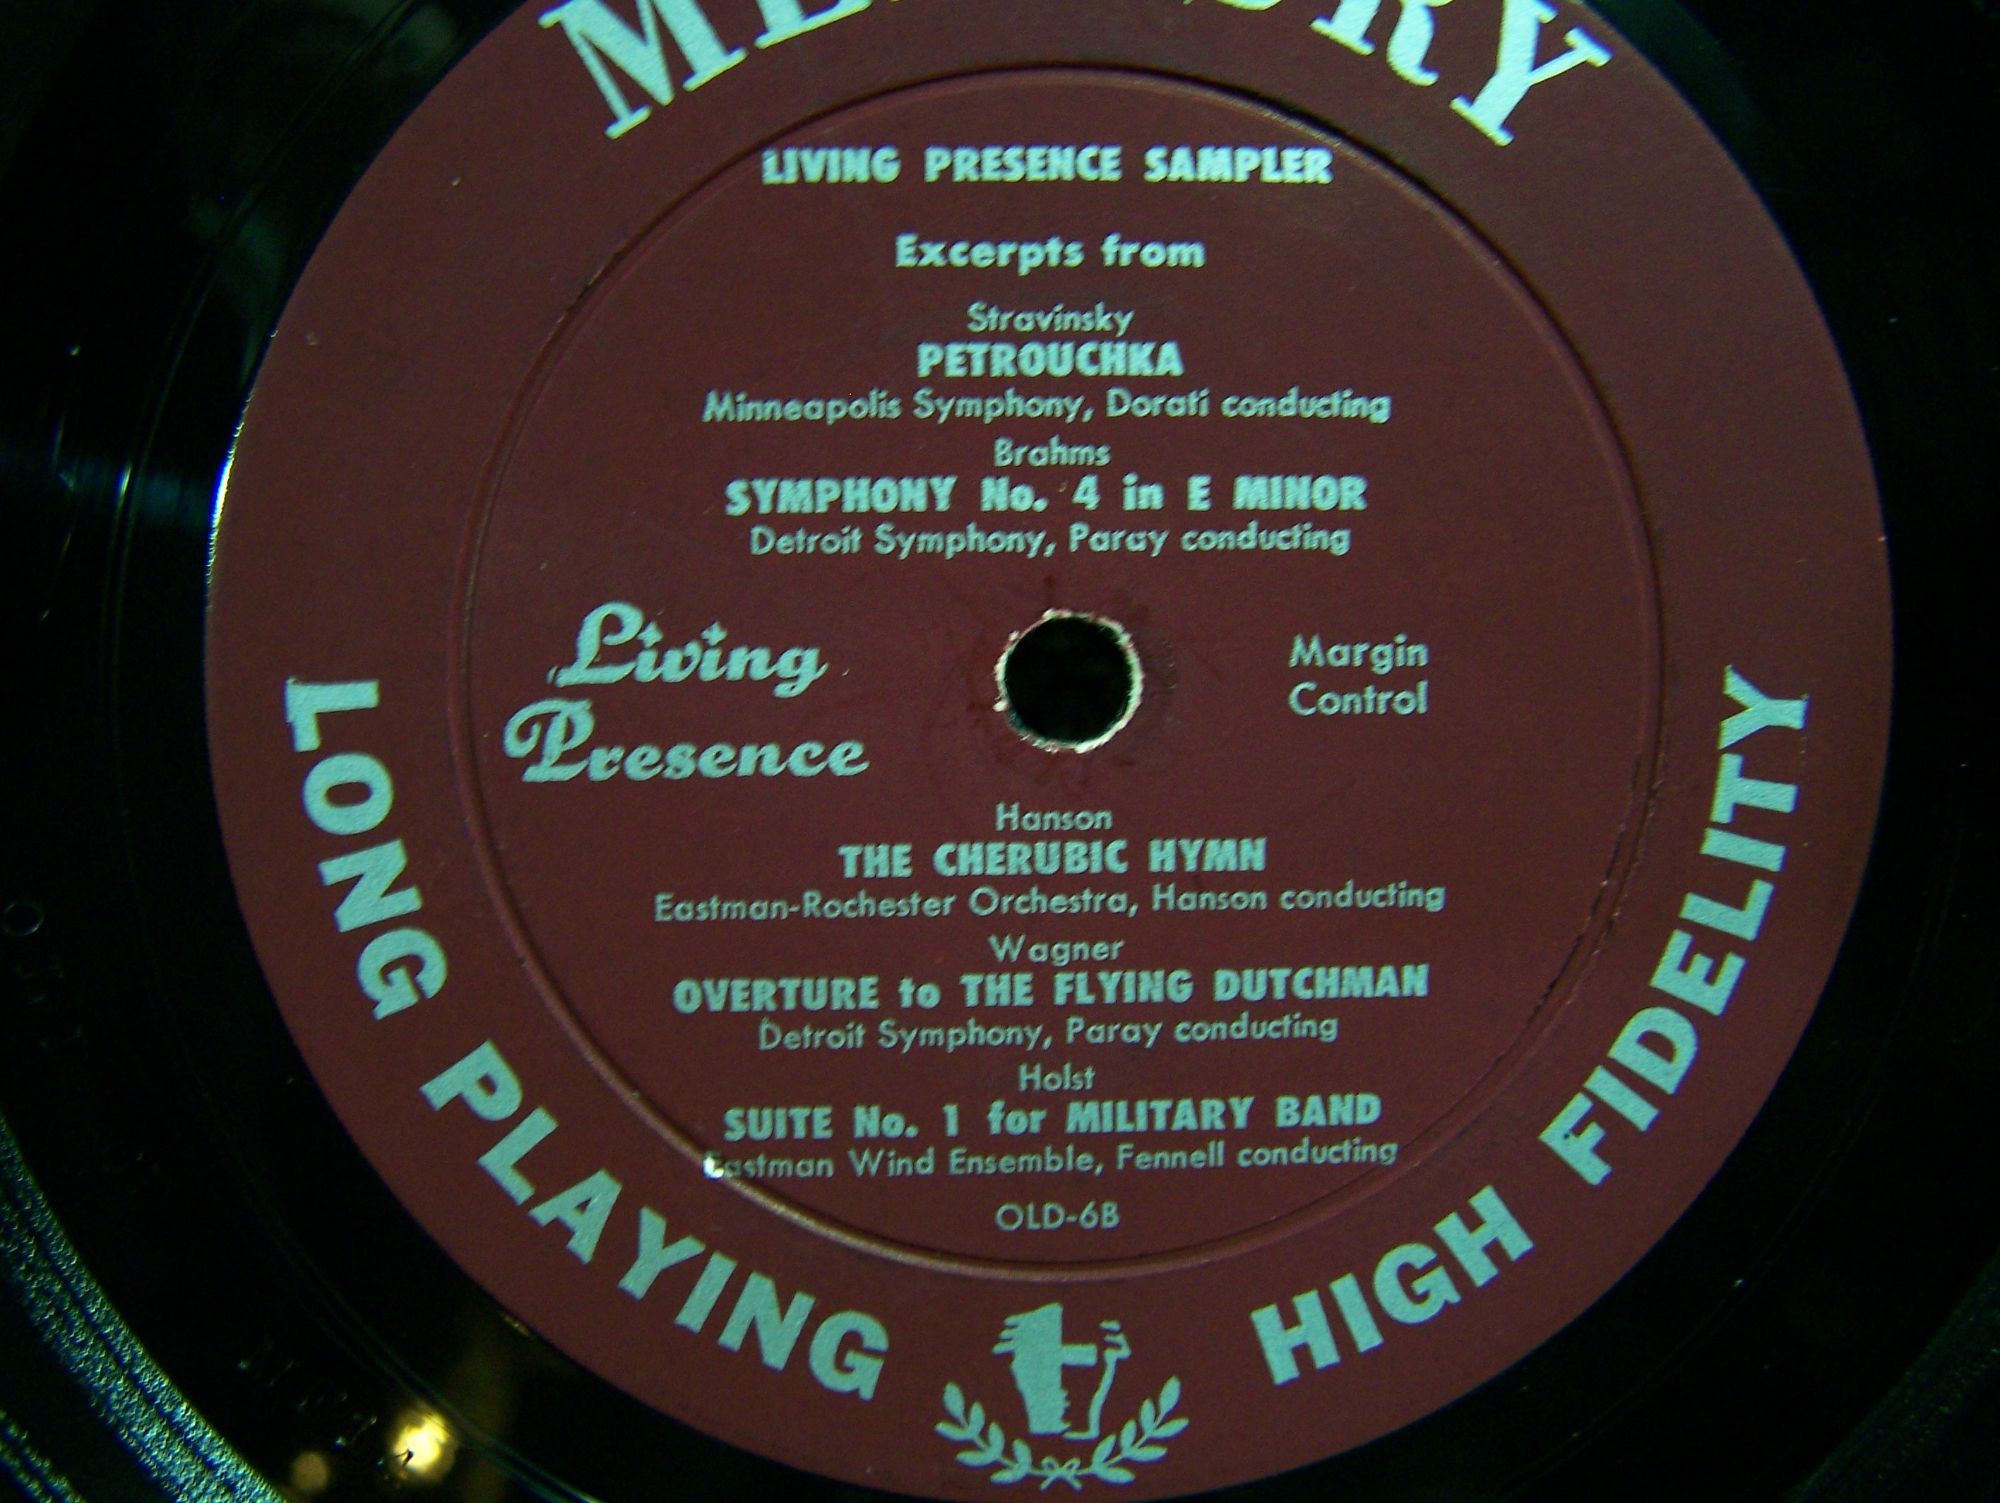 LIVING PRESENCE SAMPLER
Excerpts from
Stravinsky
PETROUCHKA
Minneapolis Symphony, Dorati conducting
Brahms
SYMPHONY No. 4 in E MINOR
Detroit Symphony, Paray conducting
Living
Presence
Margin
Control
Hanson
THE CHERUBIC HYMN
Eastman-Rochester Orchestra, Hanson conducting
Wagner
OVERTURE to THE FLYING DUTCHMAN
Detroit Symphony, Paray conducting
Holst
SUITE No. 1 for MILITARY BAND
Eastman Wind Ensemble, Fennell conducting
OLD-6B
LONG PLAYING HIGH FIDELITY